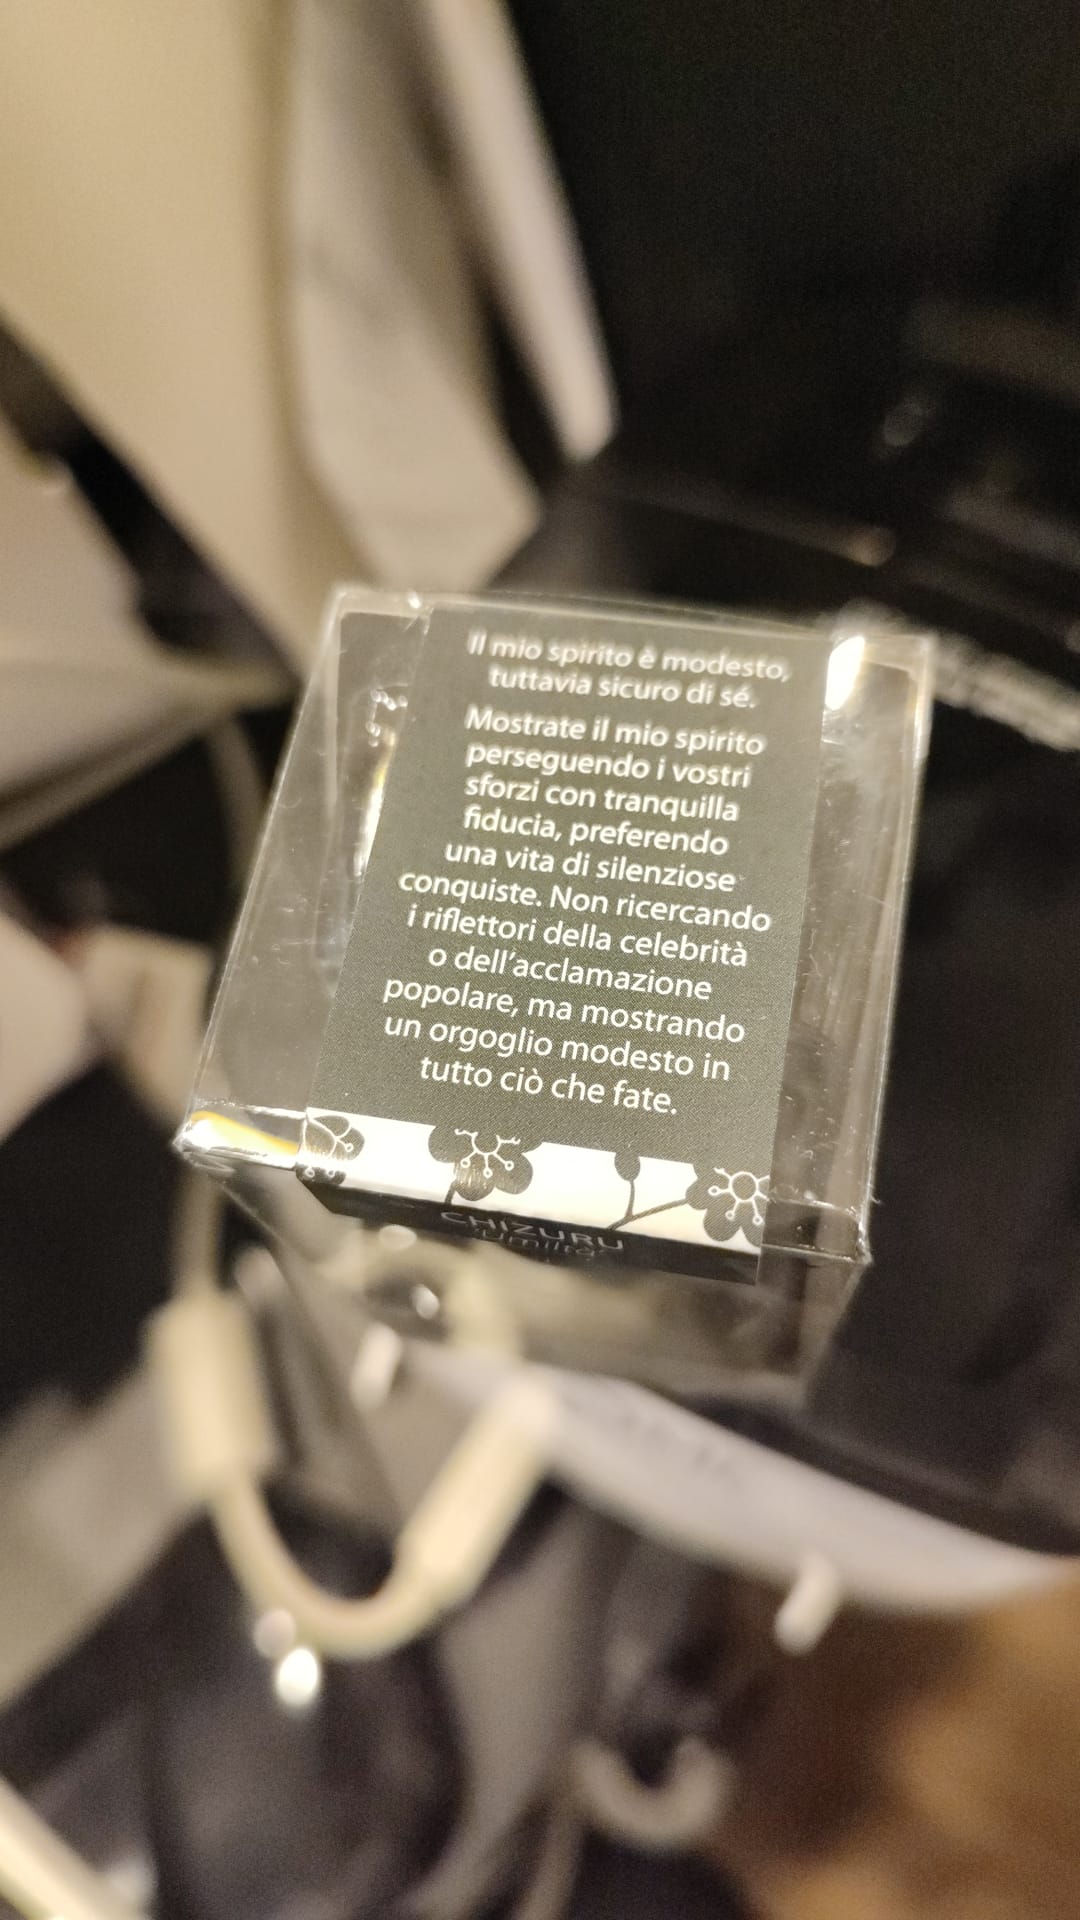 Il mio spirito è modesto,
tuttavia sicuro di sé.
Mostrate il mio spirito
perseguendo i vostri
sforzi con tranquilla
fiducia, preferendo
una vita di silenziose
conquiste. Non ricercando
i riflettori della celebrità
o dell'acclamazione
popolare, ma mostrando
un orgoglio modesto in
tutto ciò che fate.
CHIZURU